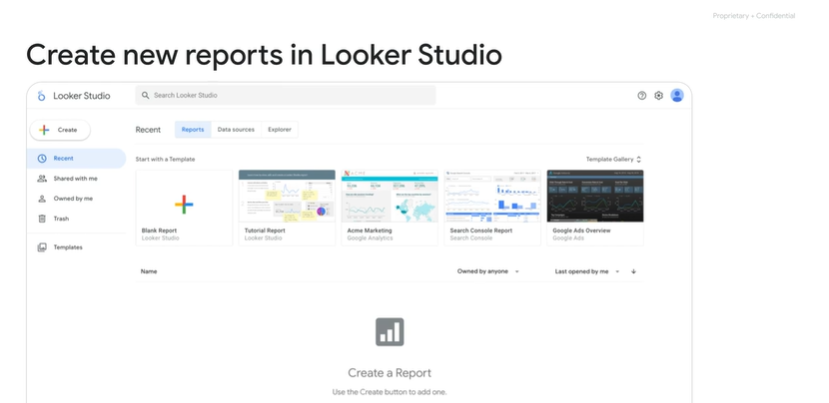 Proprietary + Confidential
Create new reports in Looker Studio
Looker Studio
Search Looker Studio
Create
Recent
Reports
Data sources
Explorer
Recent
Start with a Template
Template Gallery
Shared with me
Owned by me
Trash
Templates
Blank Report
Looker Studio
Tutorial Report
Looker Studio
Acme Marketing
Google Analytics
Search Console Report
Search Console
Google Ads Overview
Google Ads
Name
Owned by anyone
Last opened by me
Create a Report
Use the Create button to add one.